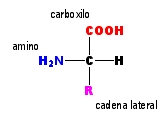 carboxilo
COOH
amino
H₂N—C—H
R
cadena lateral